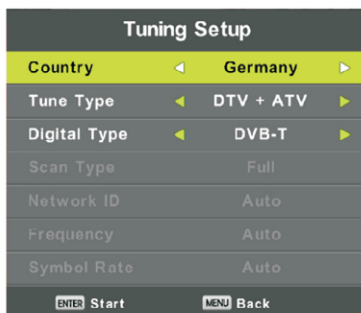 Tuning Setup
Country Germany
Tune Type DTV + ATV
Digital Type DVB-T
Scan Type Full
Network ID Auto
Frequency Auto
Symbol Rate Auto
ENTER Start MENU Back